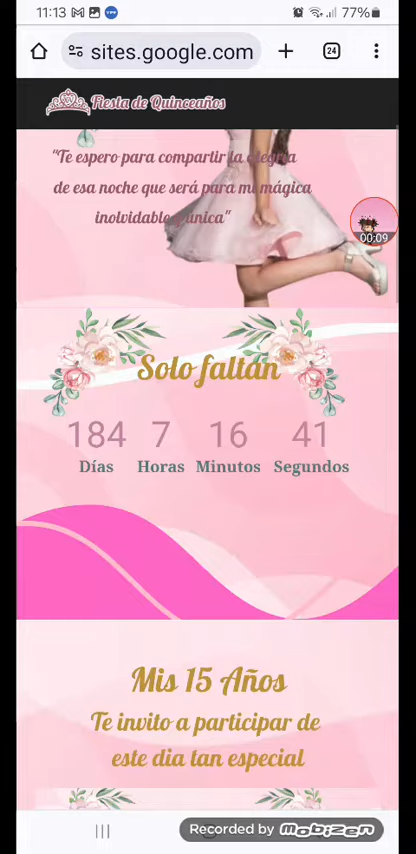 11:13
77%
sites.google.com
24
Fiesta de Quinceaños
"Te espero para compartir la alegria
de esa noche que será para mi mágica
inolvidable y única"
00:09
Solo faltan
184 7 16 41
Días Horas Minutos Segundos
Mis 15 Años
Te invito a participar de
este dia tan especial
Recorded by mobizen